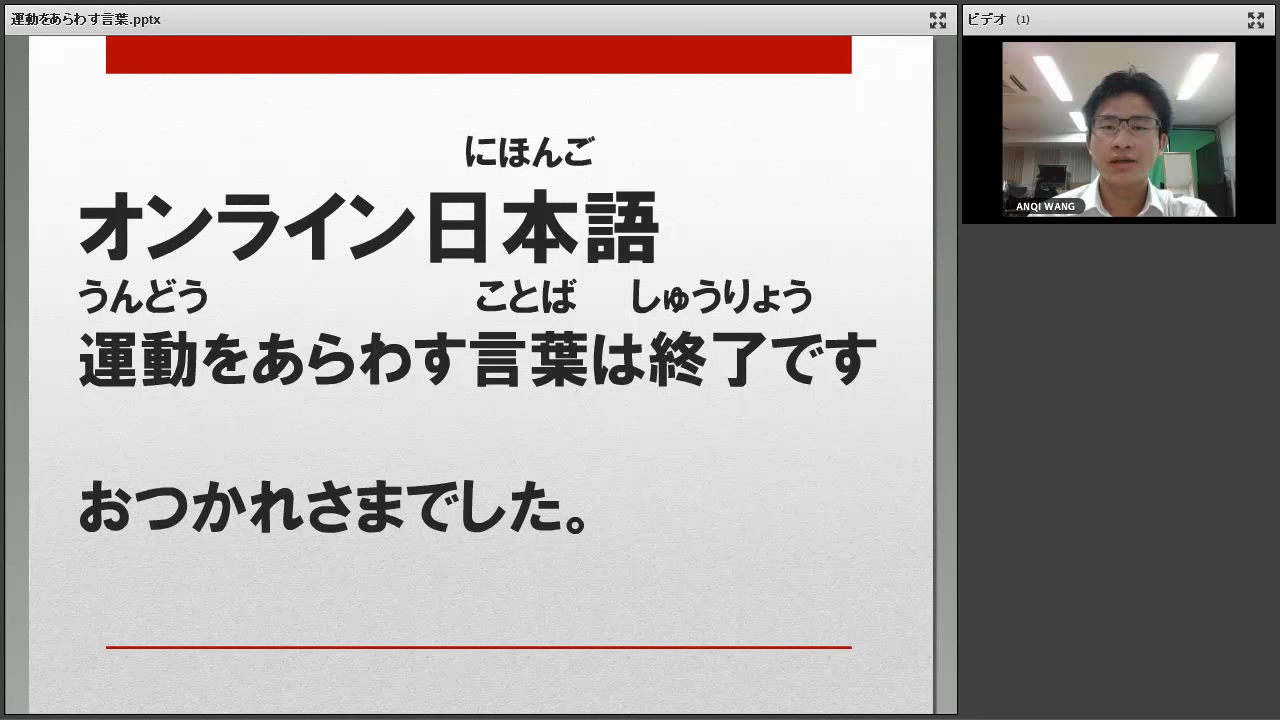 運動をあらわす言葉.pptx
ビデオ (1)
にほんご
オンライン日本語
うんどう ことば しゅうりょう
運動をあらわす言葉は終了です
おつかれさまでした。
ANQI WANG